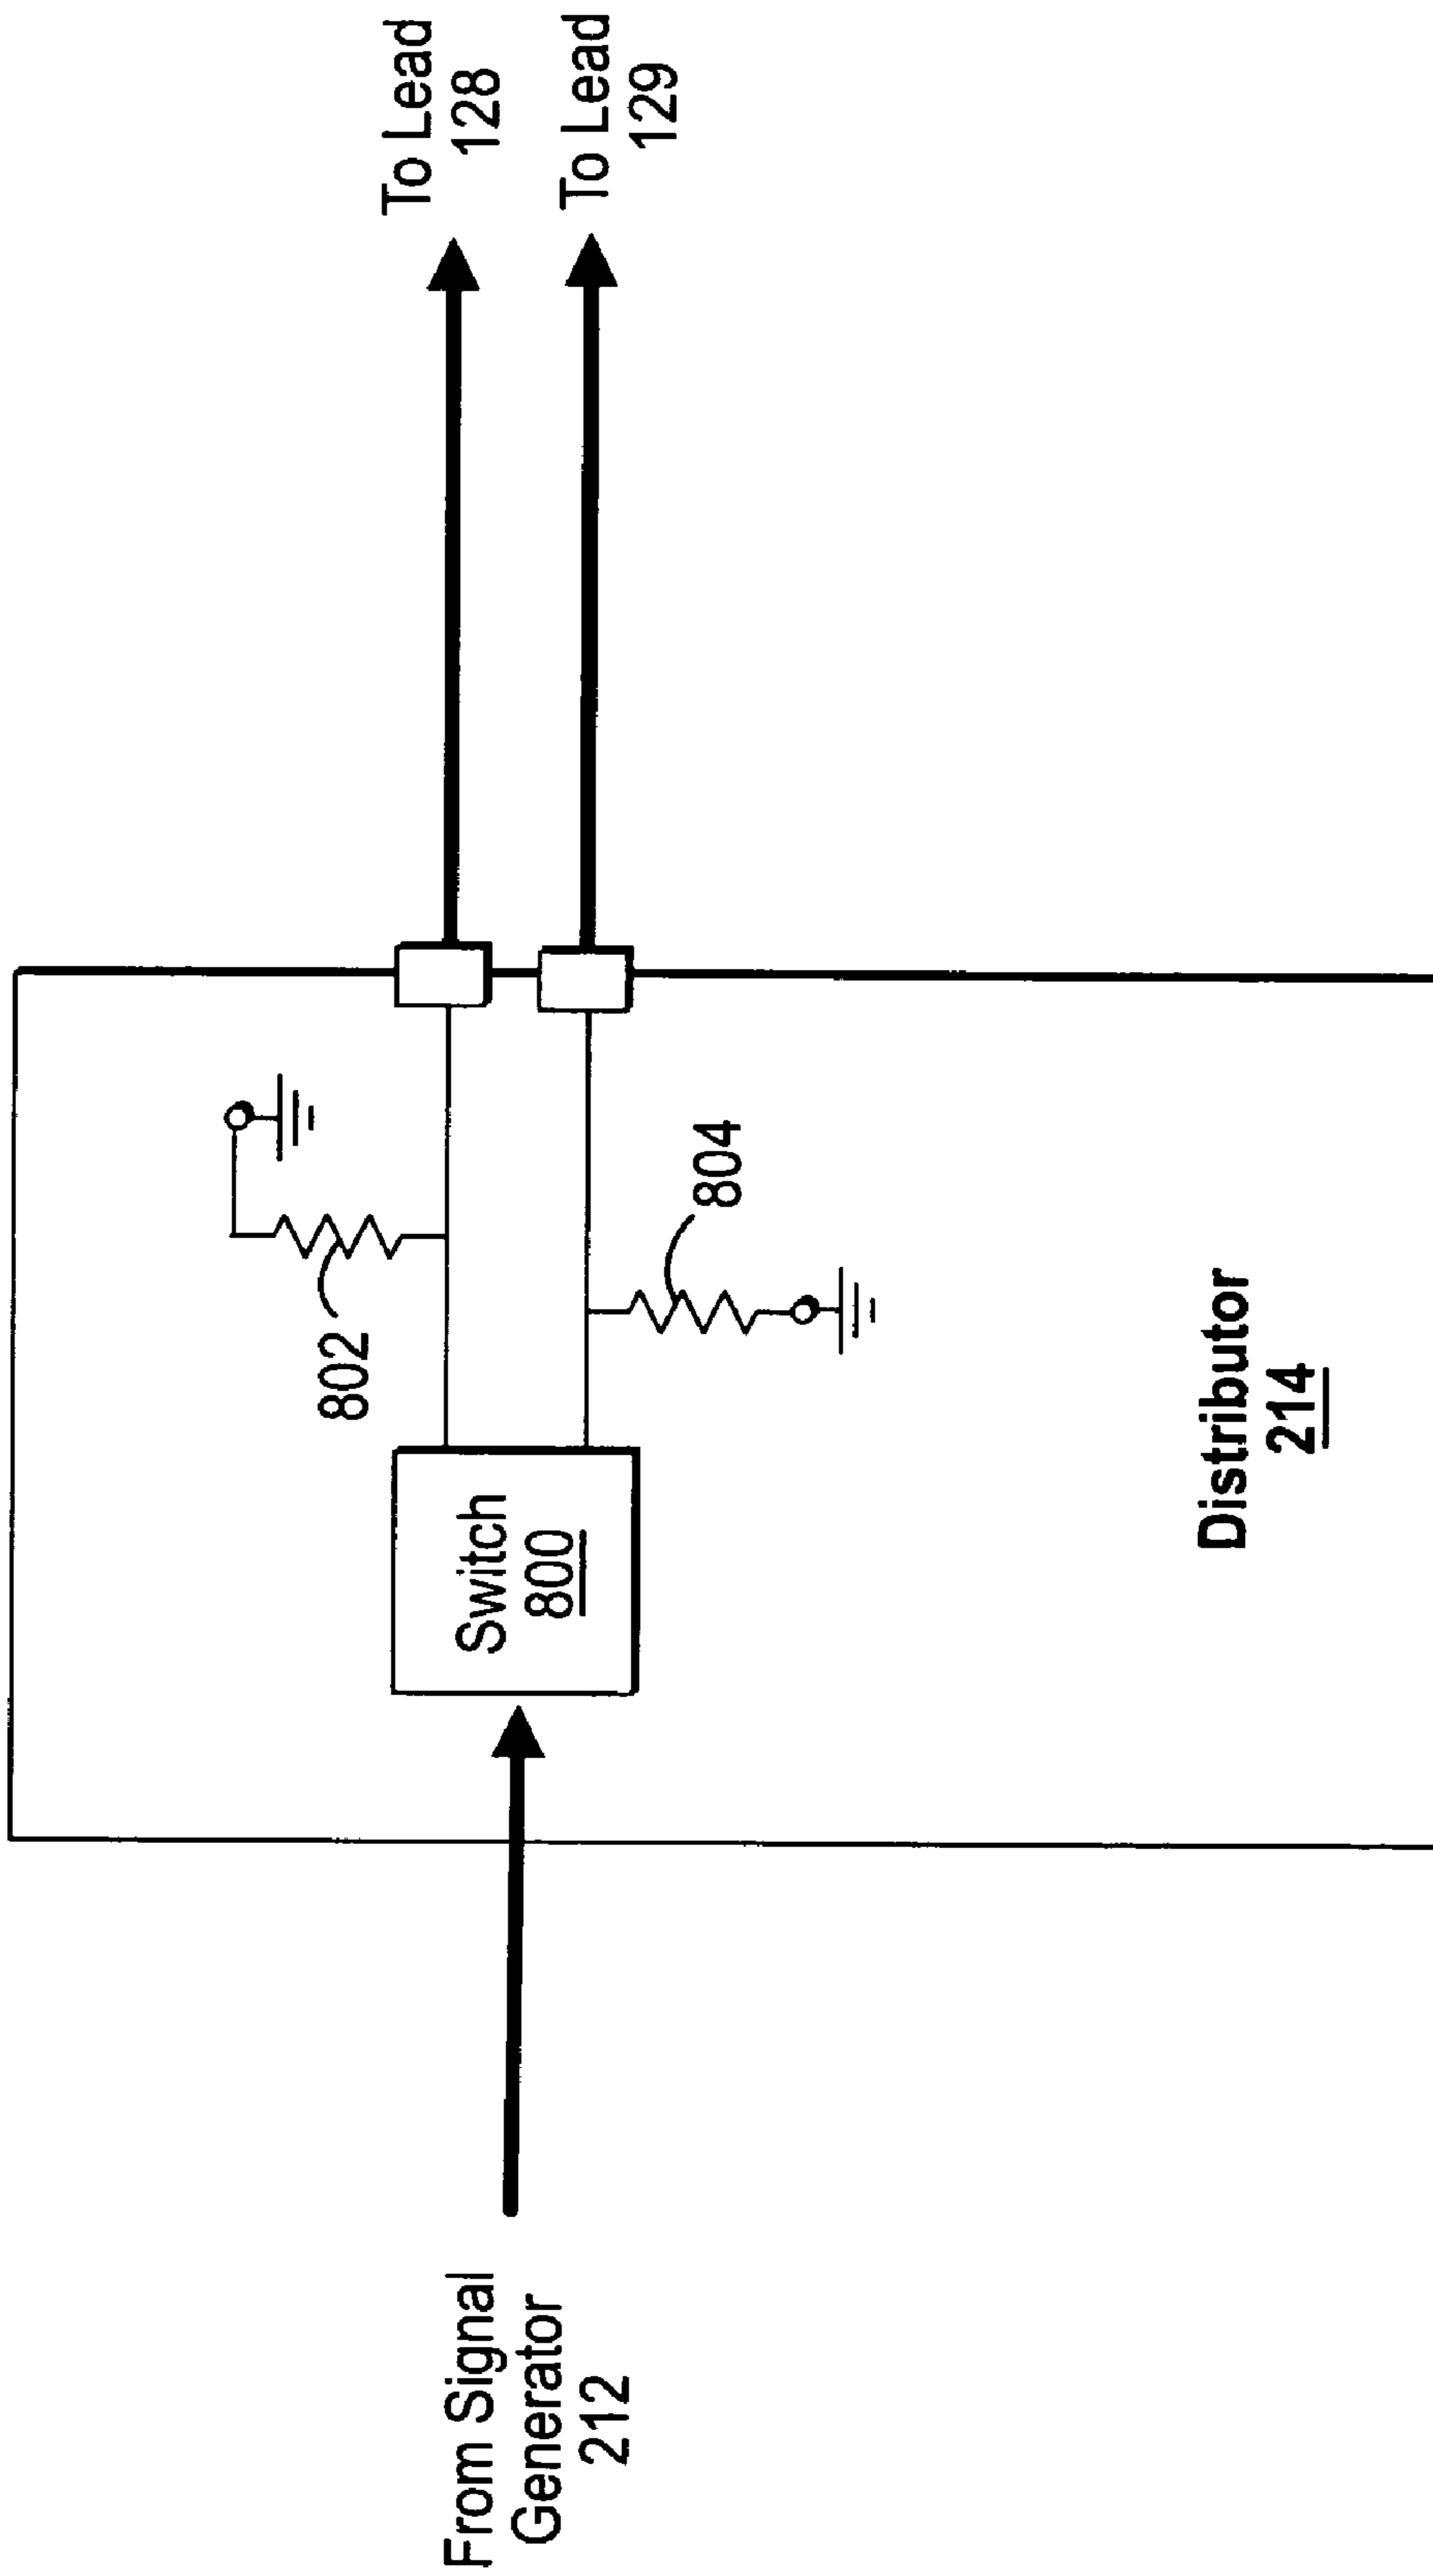 From Signal
Generator
212
Switch
800
802
804
To Lead
128
To Lead
129
Distributor
214